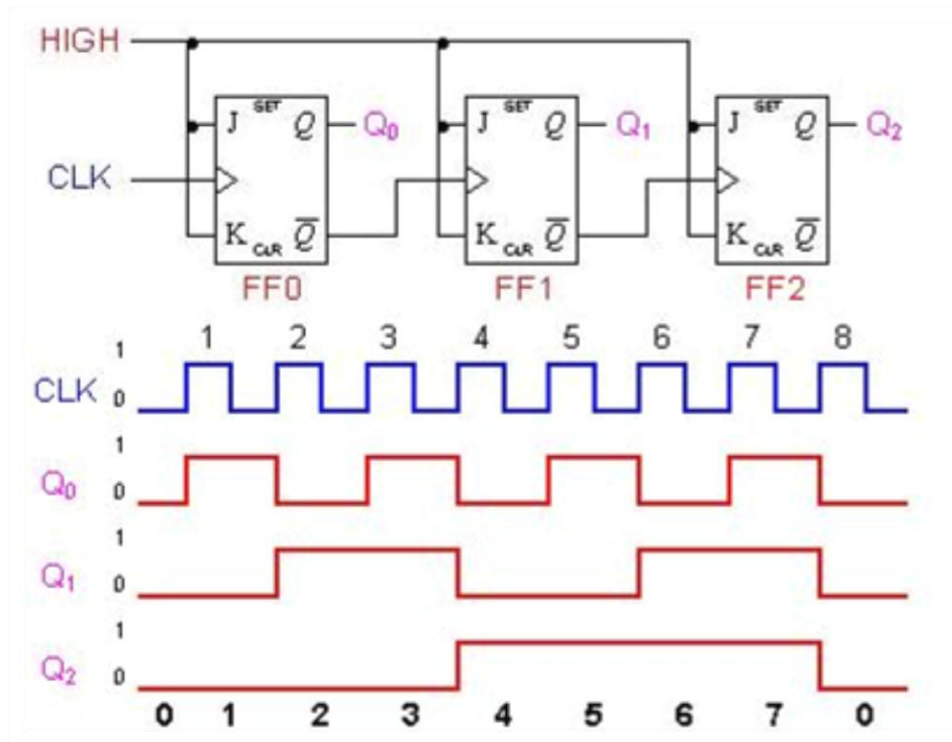 HIGH
J SET Q Q0 J SET Q Q1 J SET Q Q2
CLK
K CLR Q̅ K CLR Q̅ K CLR Q̅
FF0 FF1 FF2
1 2 3 4 5 6 7 8
1
CLK 0
1
Q0 0
1
Q1 0
1
Q2 0
0 1 2 3 4 5 6 7 0